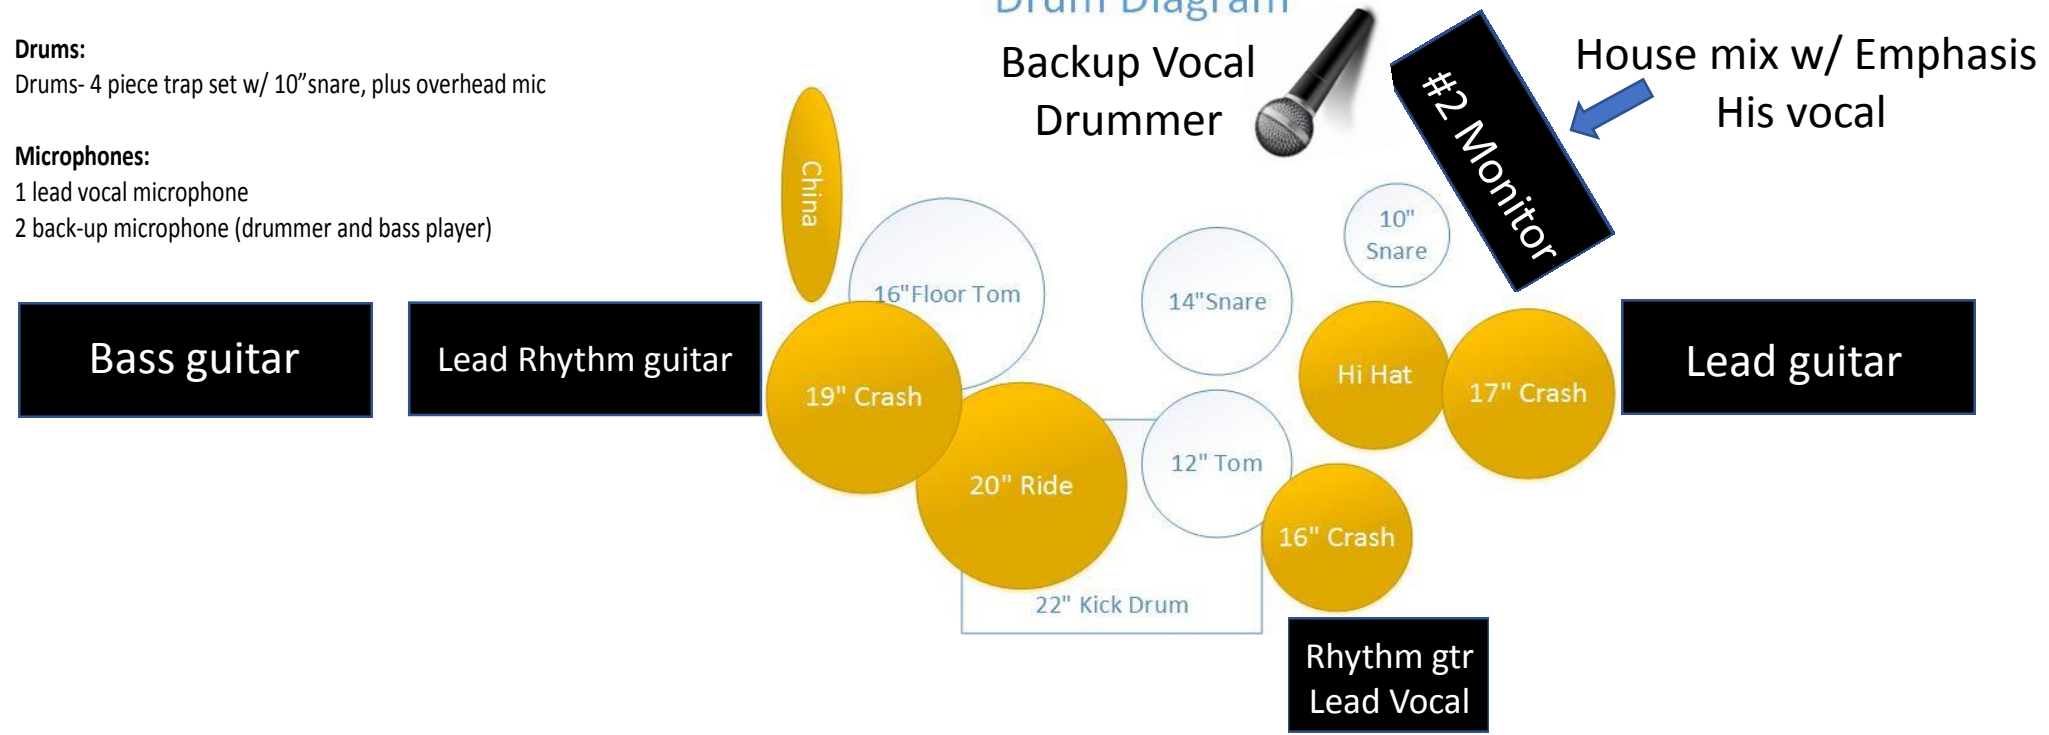 Drum Diagram
Drums:
Drums- 4 piece trap set w/ 10”snare, plus overhead mic
Microphones:
1 lead vocal microphone
2 back-up microphone (drummer and bass player)
Backup Vocal
Drummer
#2 Monitor
House mix w/ Emphasis
His vocal
China
16"Floor Tom
14"Snare
10"
Snare
Bass guitar
Lead Rhythm guitar
19" Crash
Hi Hat
17" Crash
Lead guitar
20" Ride
12" Tom
16" Crash
22" Kick Drum
Rhythm gtr
Lead Vocal